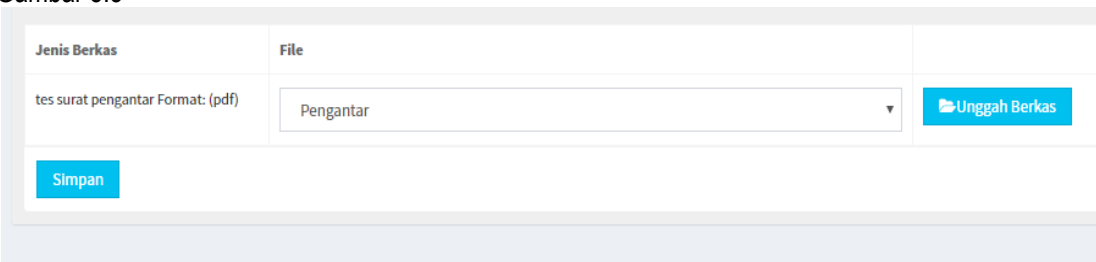 Jenis Berkas File
tes surat pengantar Format: (pdf) Pengantar Unggah Berkas
Simpan